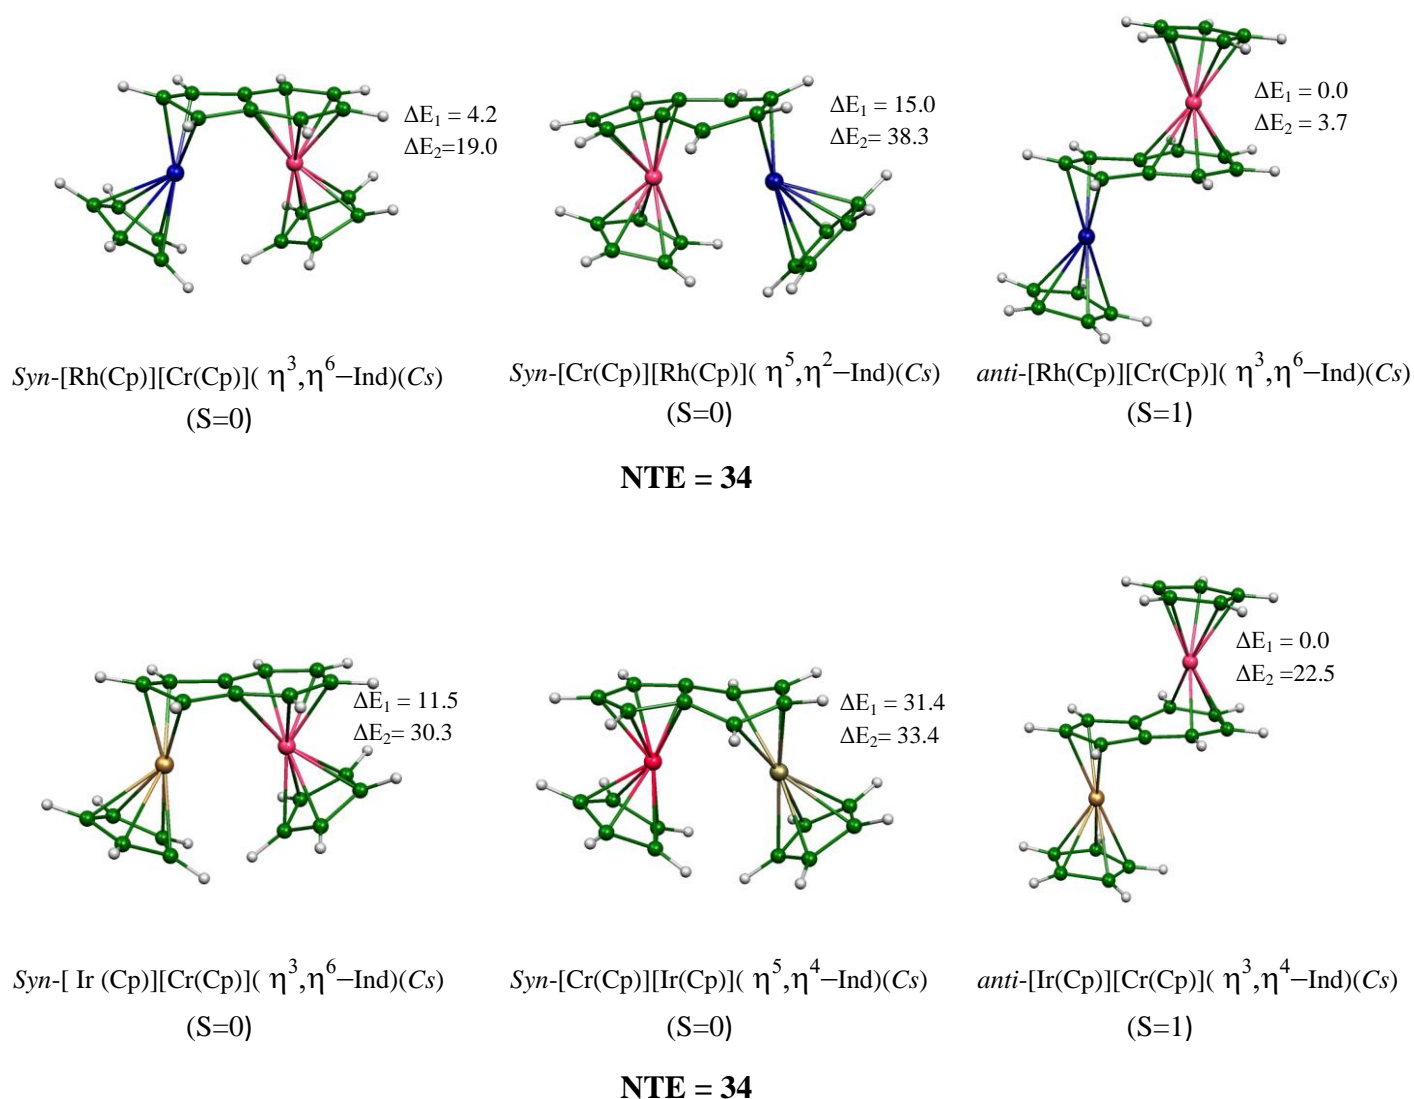 ΔE₁ = 4.2
ΔE₂=19.0
ΔE₁ = 15.0
ΔE₂= 38.3
ΔE₁ = 0.0
ΔE₂ = 3.7
Syn-[Rh(Cp)][Cr(Cp)]( η³,η⁶−Ind)(Cs)
(S=0)
Syn-[Cr(Cp)][Rh(Cp)]( η⁵,η²−Ind)(Cs)
(S=0)
anti-[Rh(Cp)][Cr(Cp)]( η³,η⁶−Ind)(Cs)
(S=1)
NTE = 34
ΔE₁ = 11.5
ΔE₂= 30.3
ΔE₁ = 31.4
ΔE₂= 33.4
ΔE₁ = 0.0
ΔE₂ =22.5
Syn-[ Ir (Cp)][Cr(Cp)]( η³,η⁶−Ind)(Cs)
(S=0)
Syn-[Cr(Cp)][Ir(Cp)]( η⁵,η⁴−Ind)(Cs)
(S=0)
anti-[Ir(Cp)][Cr(Cp)]( η³,η⁴−Ind)(Cs)
(S=1)
NTE = 34